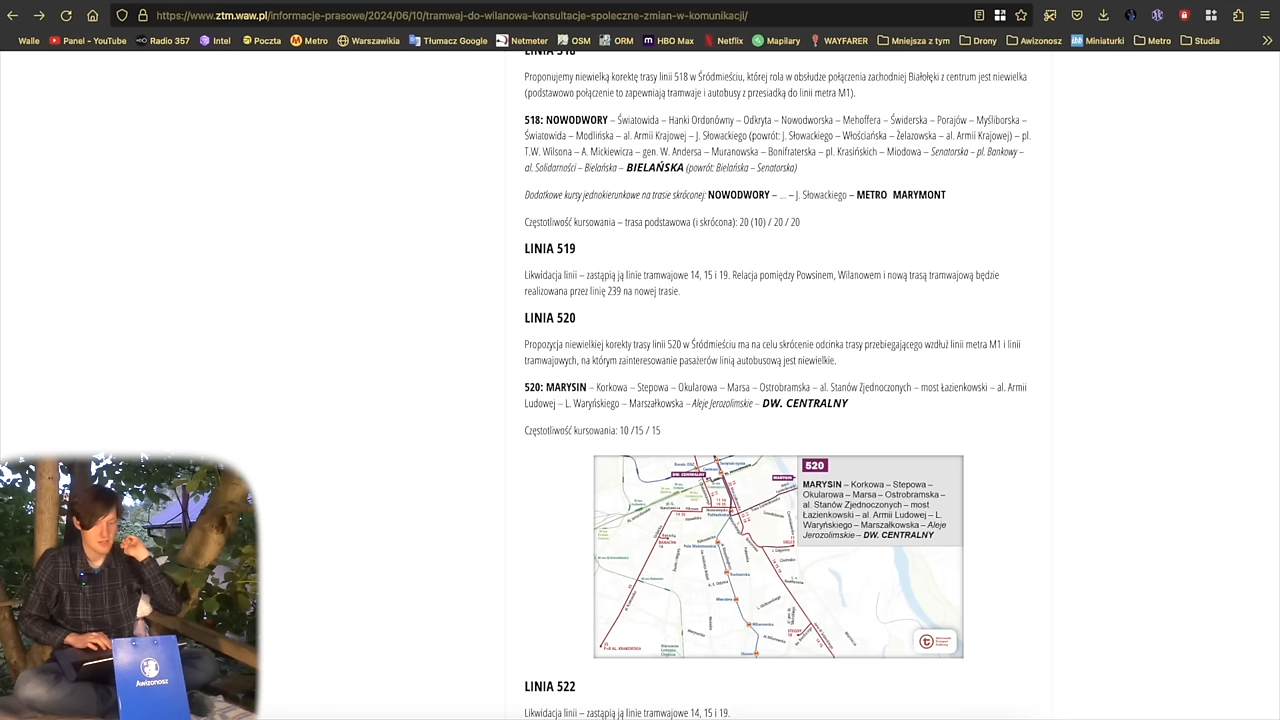 https://www.ztm.waw.pl/informacje-prasowe/2024/06/10/tramwaj-do-wilanowa-konsultacje-spoleczne-zmian-w-komunikacji/
Walle Panel - YouTube Radio 357 Intel Poczta Metro Warszawikia Tłumacz Google Netmeter OSM ORM HBO Max Netflix Mapilary WAYFARER Mniejsza z tym Drony Awizonosz Miniaturki Metro Studia
LINIA 518
Proponujemy niewielką korektę trasy linii 518 w Śródmieściu, której rola w obsłudze połączenia zachodniej Białołęki z centrum jest niewielka
(podstawowo połączenie to zapewniają tramwaje i autobusy z przesiadką do linii metra M1).
518: NOWODWORY – Światowida – Hanki Ordonówny – Odkryta – Nowodworska – Mehoffera – Świderska – Porajów – Myśliborska –
Światowida – Modlińska – al. Armii Krajowej – J. Słowackiego (powrót: J. Słowackiego – Włościańska – Żelazowska – al. Armii Krajowej) – pl.
T.W. Wilsona – A. Mickiewicza – gen. W. Andersa – Muranowska – Bonifraterska – pl. Krasińskich – Miodowa – Senatorska – pl. Bankowy –
al. Solidarności – Bielańska – BIELAŃSKA (powrót: Bielańska – Senatorska)
Dodatkowe kursy jednokierunkowe na trasie skróconej: NOWODWORY – ... – J. Słowackiego – METRO MARYMONT
Częstotliwość kursowania – trasa podstawowa (i skrócona): 20 (10) / 20 / 20
LINIA 519
Likwidacja linii – zastąpią ją linie tramwajowe 14, 15 i 19. Relacja pomiędzy Powsinem, Wilanowem i nową trasą tramwajową będzie
realizowana przez linię 239 na nowej trasie.
LINIA 520
Propozycja niewielkiej korekty trasy linii 520 w Śródmieściu ma na celu skrócenie odcinka trasy przebiegającego wzdłuż linii metra M1 i linii
tramwajowych, na którym zainteresowanie pasażerów linią autobusową jest niewielkie.
520: MARYSIN – Korkowa – Stepowa – Okularowa – Marsa – Ostrobramska – al. Stanów Zjednoczonych – most Łazienkowski – al. Armii
Ludowej – L. Waryńskiego – Marszałkowska – Aleje Jerozolimskie – DW. CENTRALNY
Częstotliwość kursowania: 10 /15 / 15
520
MARYSIN – Korkowa – Stepowa –
Okularowa – Marsa – Ostrobramska –
al. Stanów Zjednoczonych – most
Łazienkowski – al. Armii Ludowej – L.
Waryńskiego – Marszałkowska – Aleje
Jerozolimskie – DW. CENTRALNY
DW. CENTRALNY
MARYSIN
P+R AL. KRAKOWSKA
Awizonosz
LINIA 522
Likwidacja linii – zastąpią ją linie tramwajowe 14, 15 i 19.